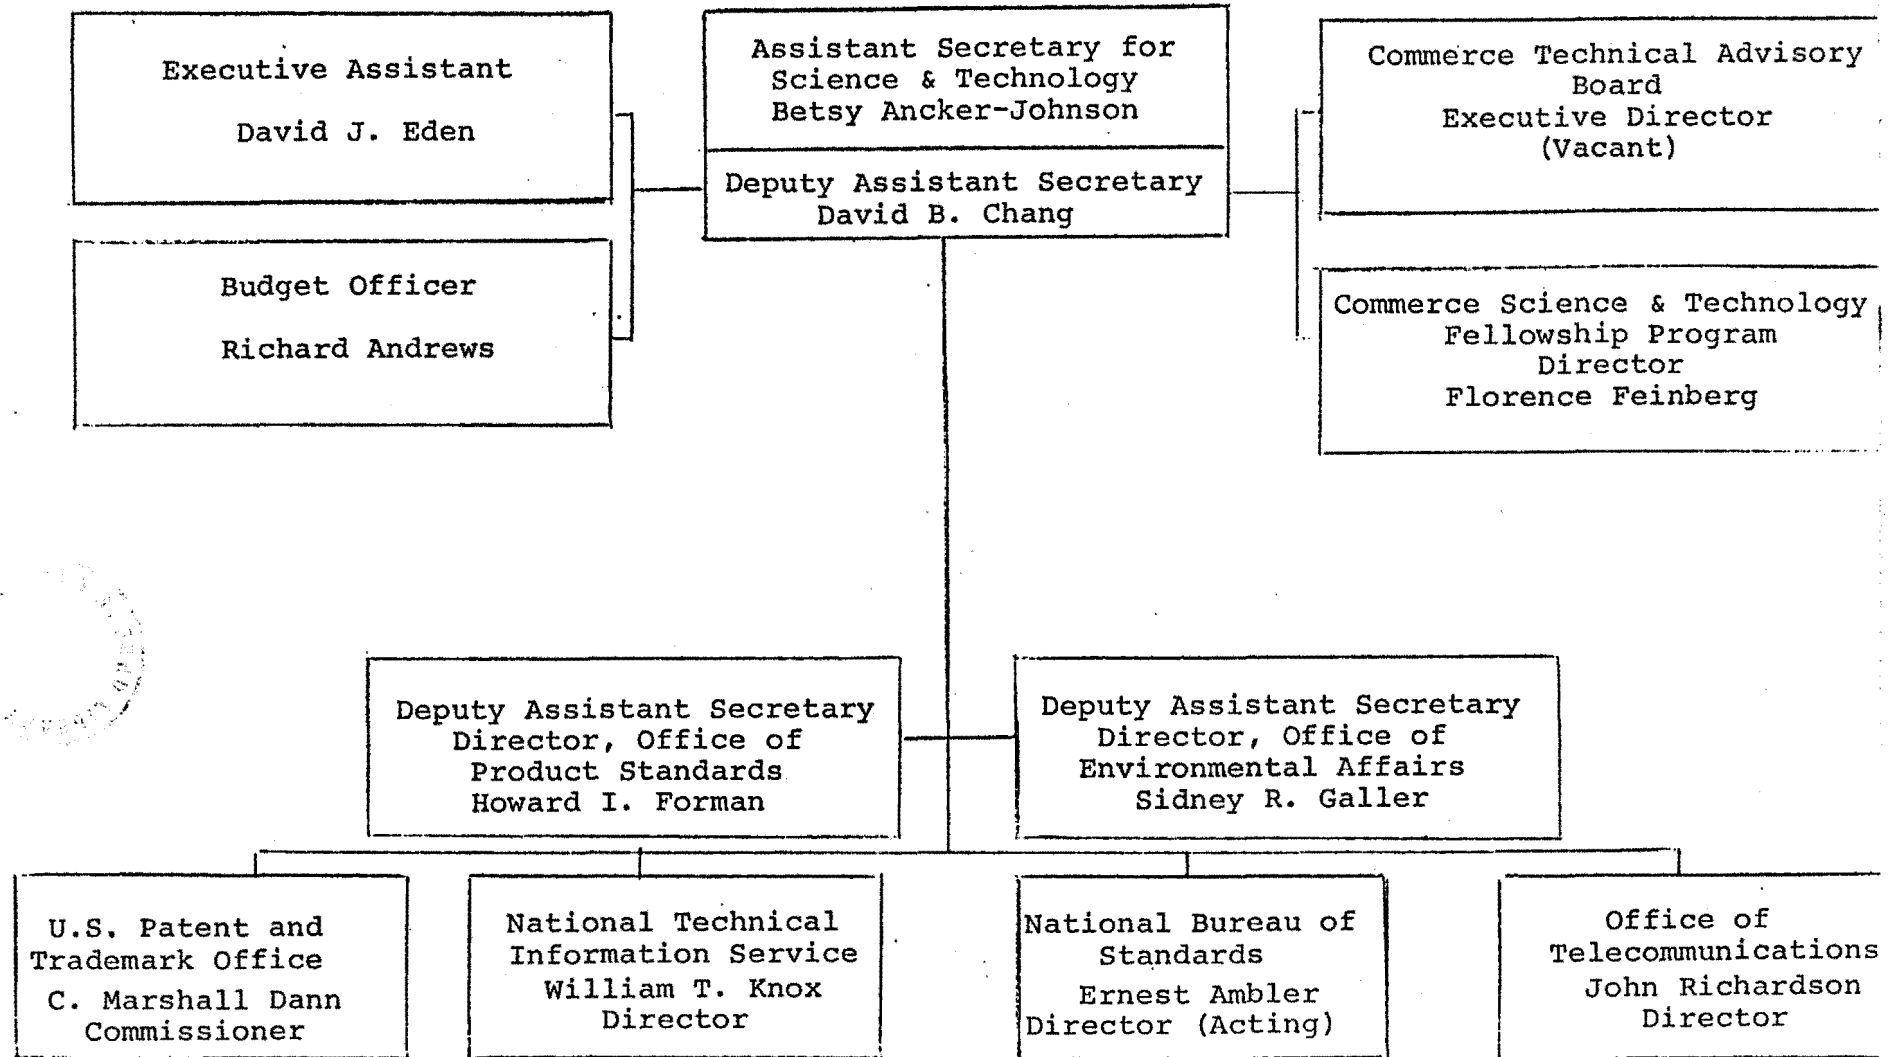 Executive Assistant
David J. Eden
Assistant Secretary for
Science & Technology
Betsy Ancker-Johnson
Deputy Assistant Secretary
David B. Chang
Commerce Technical Advisory
Board
Executive Director
(Vacant)
Budget Officer
Richard Andrews
Commerce Science & Technology
Fellowship Program
Director
Florence Feinberg
Deputy Assistant Secretary
Director, Office of
Product Standards
Howard I. Forman
Deputy Assistant Secretary
Director, Office of
Environmental Affairs
Sidney R. Galler
U.S. Patent and
Trademark Office
C. Marshall Dann
Commissioner
National Technical
Information Service
William T. Knox
Director
National Bureau of
Standards
Ernest Ambler
Director (Acting)
Office of
Telecommunications
John Richardson
Director